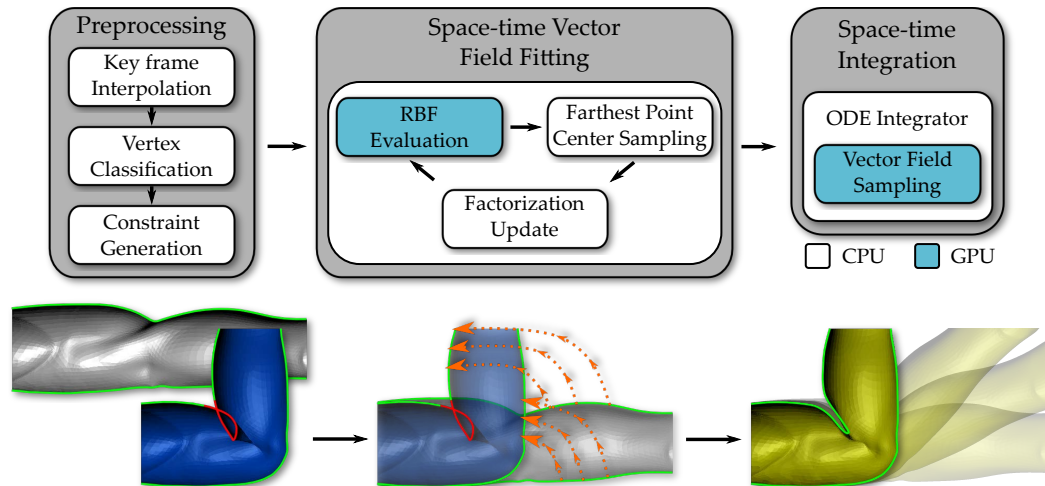 Preprocessing
Key frame
Interpolation
Vertex
Classification
Constraint
Generation
Space-time Vector
Field Fitting
RBF
Evaluation
Farthest Point
Center Sampling
Factorization
Update
Space-time
Integration
ODE Integrator
Vector Field
Sampling
CPU
GPU